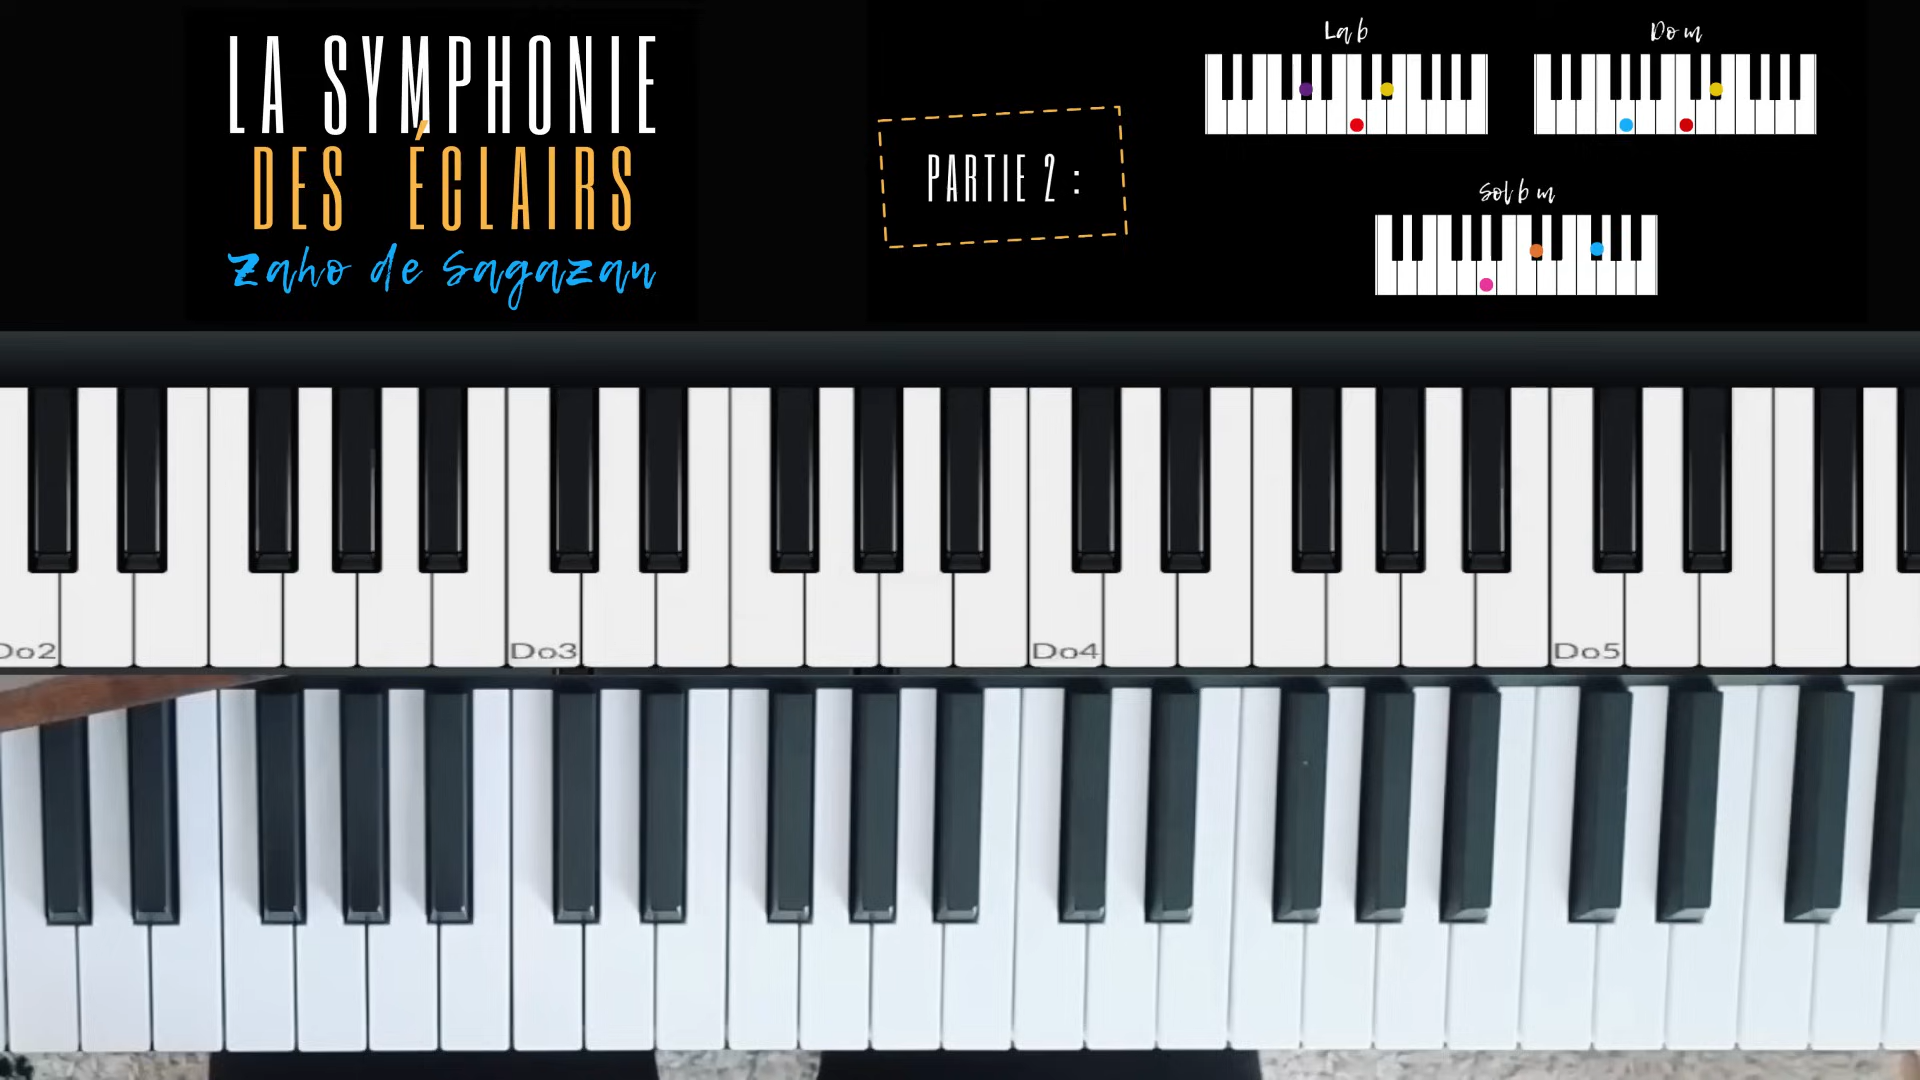 LA SYMPHONIE
DES ÉCLAIRS
Zaho de Sagazan
PARTIE 2 :
La b
Do m
Sol b m
Do2
Do3
Do4
Do5